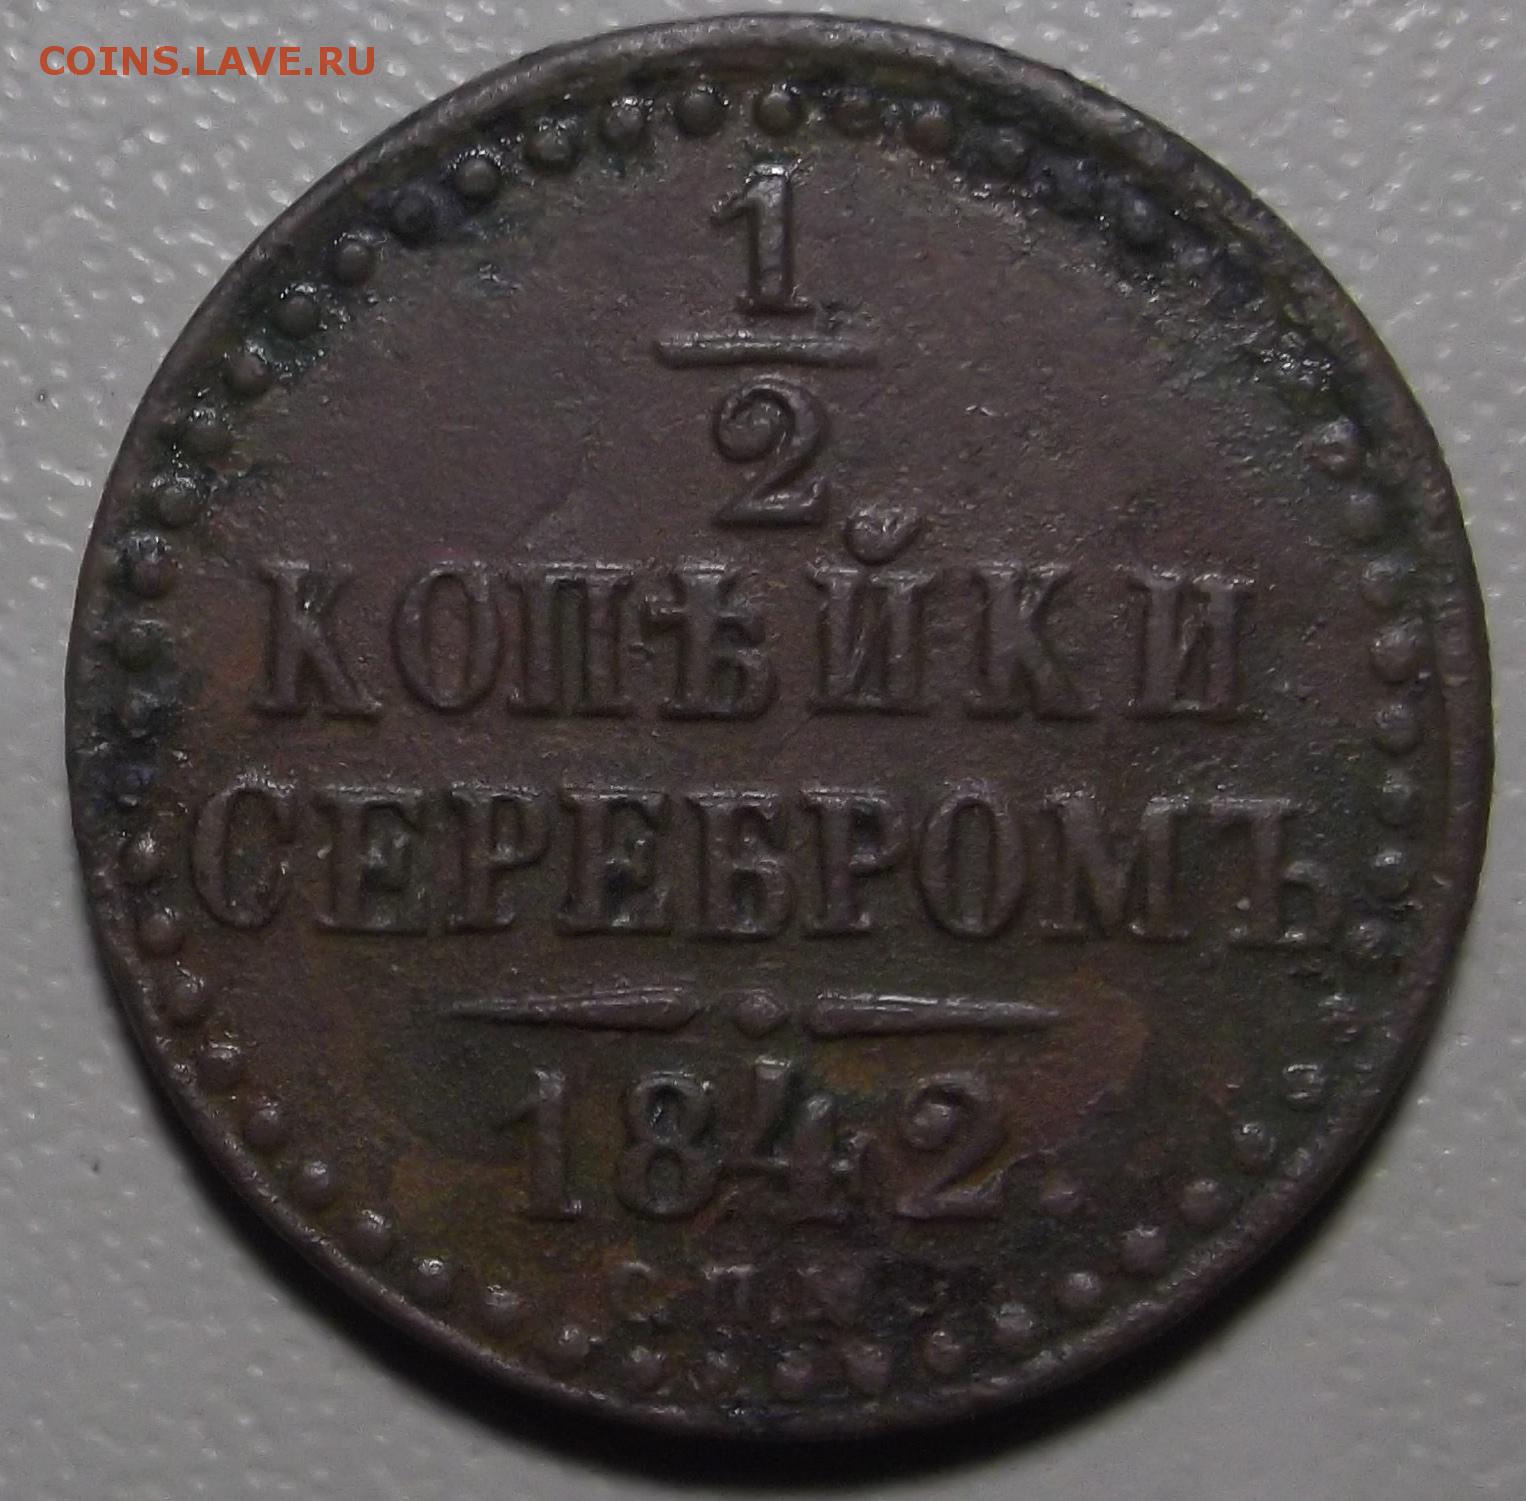 COINS.LAVE.RU
1
2
КОПѢЙКИ
СЕРЕБРОМЪ
1842